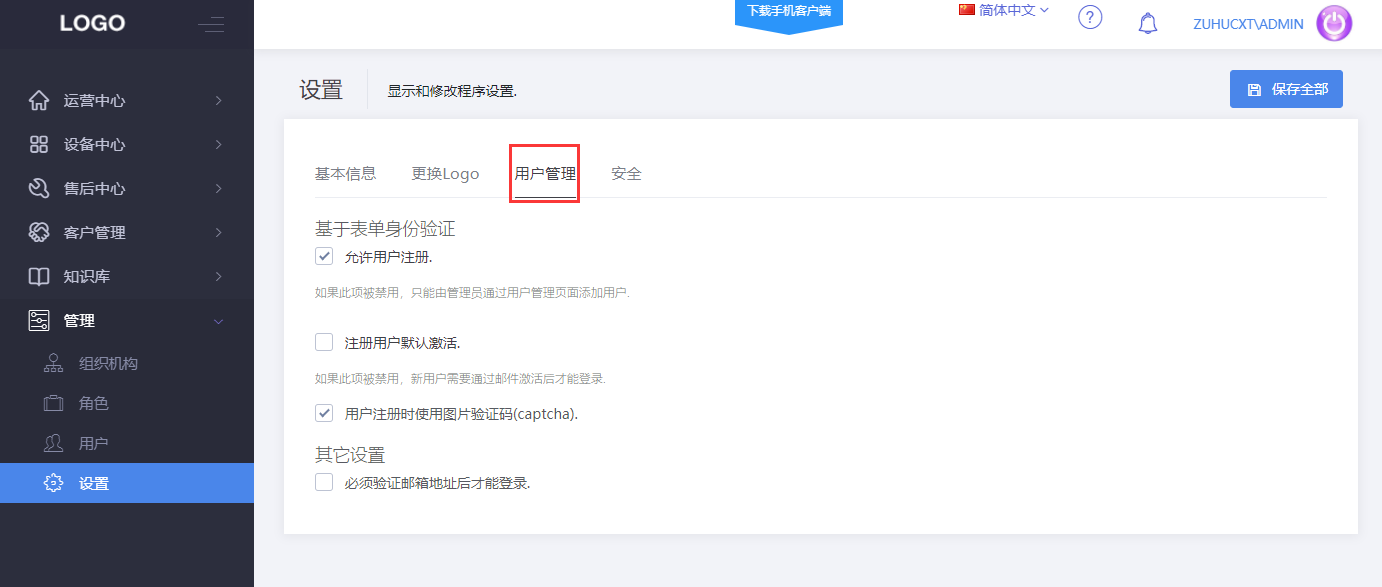 LOGO
下载手机客户端
简体中文
ZUHUCXT\ADMIN
运营中心
设备中心
售后中心
客户管理
知识库
管理
组织机构
角色
用户
设置
设置
显示和修改程序设置.
保存全部
基本信息
更换Logo
用户管理
安全
基于表单身份验证
允许用户注册.
如果此项被禁用，只能由管理员通过用户管理页面添加用户.
注册用户默认激活.
如果此项被禁用，新用户需要通过邮件激活后才能登录.
用户注册时使用图片验证码(captcha).
其它设置
必须验证邮箱地址后才能登录.